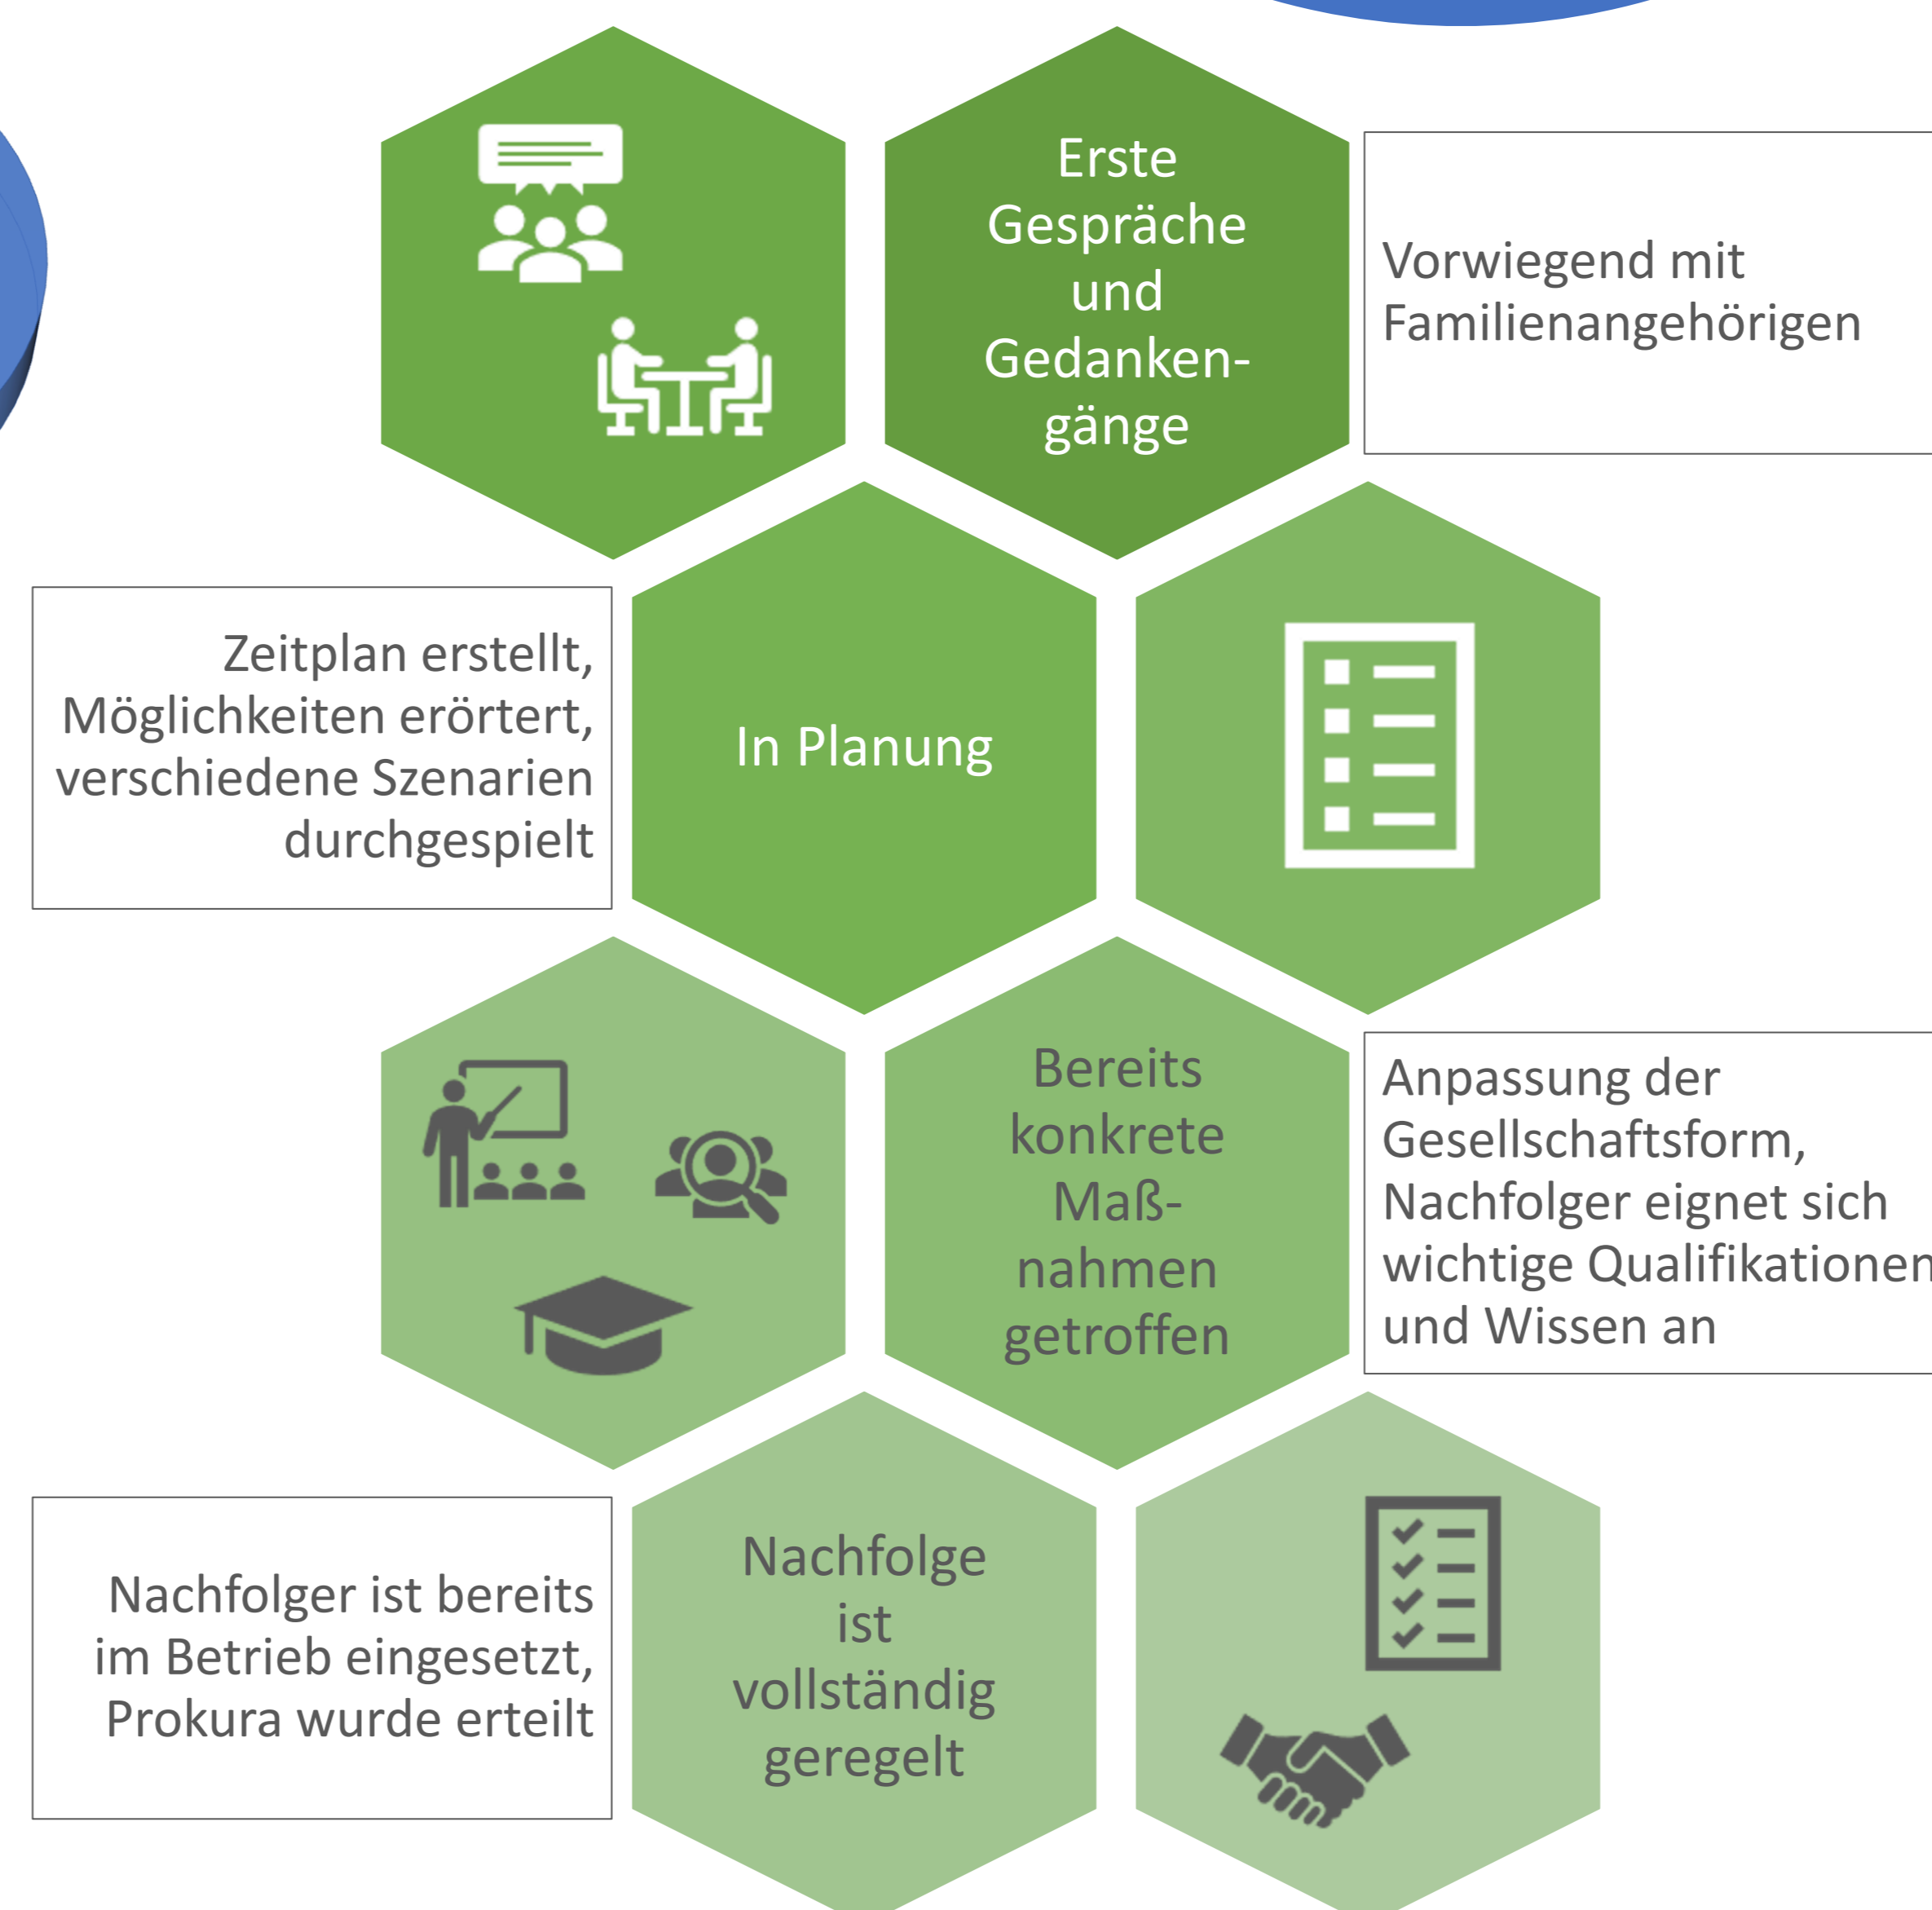 Erste
Gespräche
und
Gedanken-
gänge
Vorwiegend mit
Familienangehörigen
Zeitplan erstellt,
Möglichkeiten erörtert,
verschiedene Szenarien
durchgespielt
In Planung
Bereits
konkrete
Maß-
nahmen
getroffen
Anpassung der
Gesellschaftsform,
Nachfolger eignet sich
wichtige Qualifikationen
und Wissen an
Nachfolger ist bereits
im Betrieb eingesetzt,
Prokura wurde erteilt
Nachfolge
ist
vollständig
geregelt